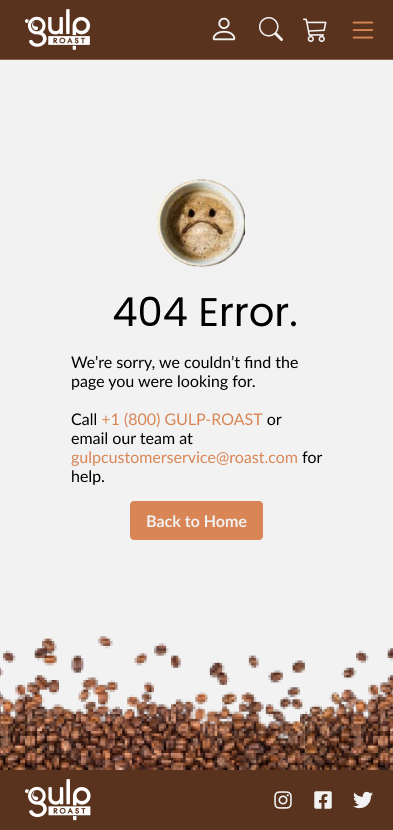 gulp
ROAST
404 Error.
We're sorry, we couldn't find the
page you were looking for.
Call +1 (800) GULP-ROAST or
email our team at
gulpcustomerservice@roast.com for
help.
Back to Home
gulp
ROAST